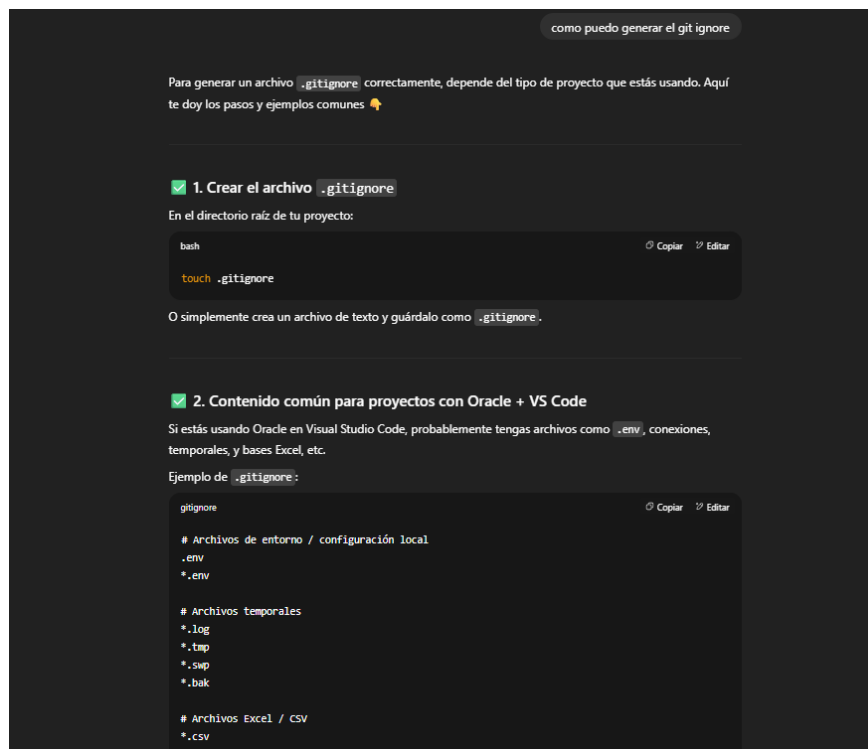 como puedo generar el git ignore
Para generar un archivo .gitignore correctamente, depende del tipo de proyecto que estás usando. Aquí
te doy los pasos y ejemplos comunes 👇
✅ 1. Crear el archivo .gitignore
En el directorio raíz de tu proyecto:
bash
Copiar
Editar
touch .gitignore
O simplemente crea un archivo de texto y guárdalo como .gitignore.
✅ 2. Contenido común para proyectos con Oracle + VS Code
Si estás usando Oracle en Visual Studio Code, probablemente tengas archivos como .env, conexiones,
temporales, y bases Excel, etc.
Ejemplo de .gitignore:
gitignore
Copiar
Editar
# Archivos de entorno / configuración local
.env
*.env
# Archivos temporales
*.log
*.tmp
*.swp
*.bak
# Archivos Excel / CSV
*.csv